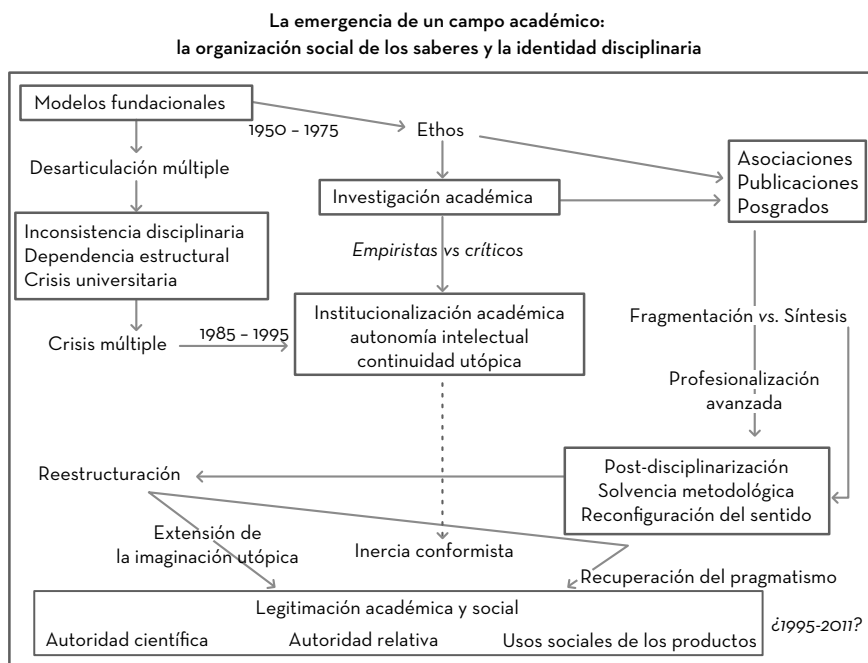 La emergencia de un campo académico:
la organización social de los saberes y la identidad disciplinaria
Modelos fundacionales
1950 – 1975
Ethos
Desarticulación múltiple
Asociaciones
Publicaciones
Posgrados
Investigación académica
Inconsistencia disciplinaria
Dependencia estructural
Crisis universitaria
Empiristas vs críticos
Institucionalización académica
autonomía intelectual
continuidad utópica
Crisis múltiple
1985 – 1995
Fragmentación vs. Síntesis
Profesionalización
avanzada
Reestructuración
Post-disciplinarización
Solvencia metodológica
Reconfiguración del sentido
Extensión de
la imaginación utópica
Inercia conformista
Recuperación del pragmatismo
Legitimación académica y social
Autoridad científica
Autoridad relativa
Usos sociales de los productos
¿1995-2011?